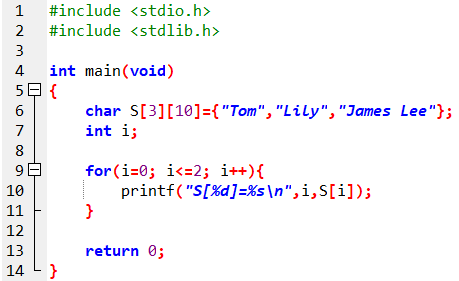 1 #include <stdio.h>
2 #include <stdlib.h>
3
4 int main(void)
5 {
6     char S[3][10]={"Tom","Lily","James Lee"};
7     int i;
8
9     for(i=0; i<=2; i++){
10         printf("S[%d]=%s\n",i,S[i]);
11     }
12
13     return 0;
14 }